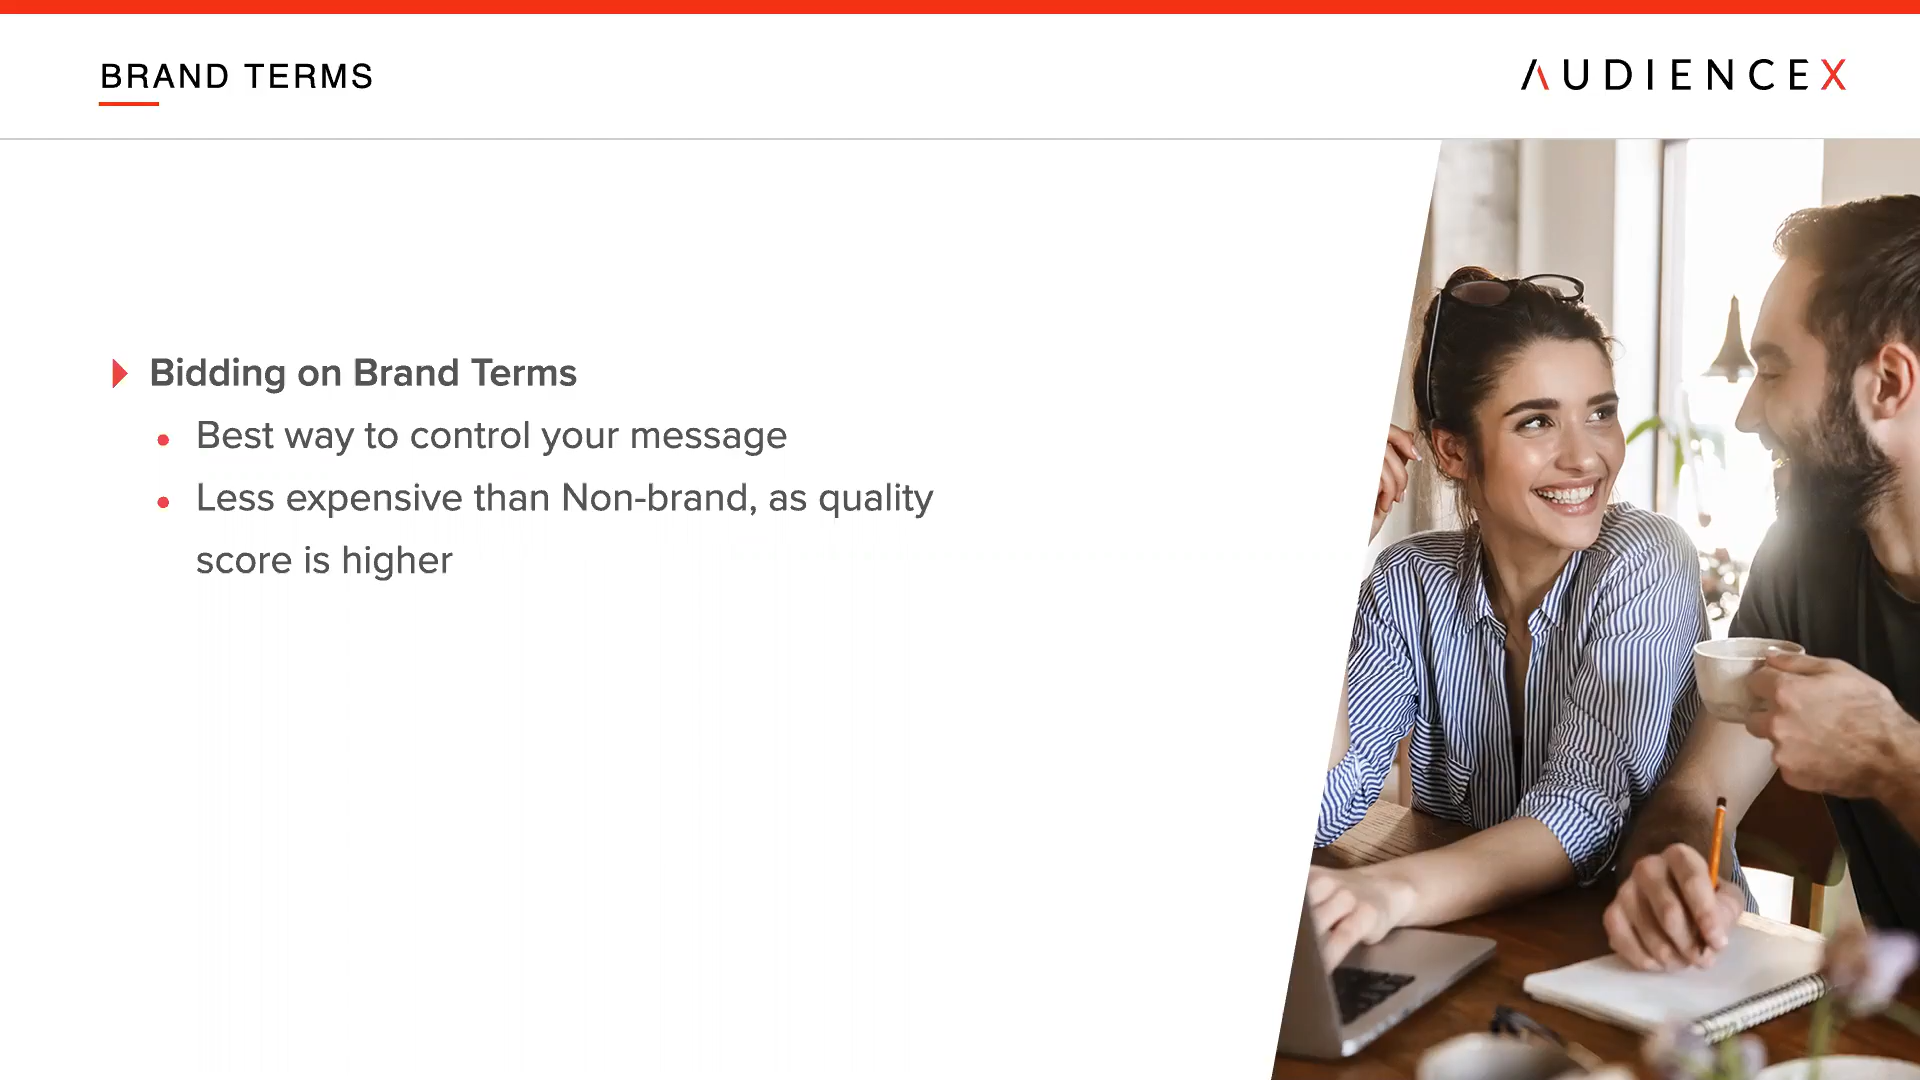 BRAND TERMS
AUDIENCEX
Bidding on Brand Terms
Best way to control your message
Less expensive than Non-brand, as quality
score is higher